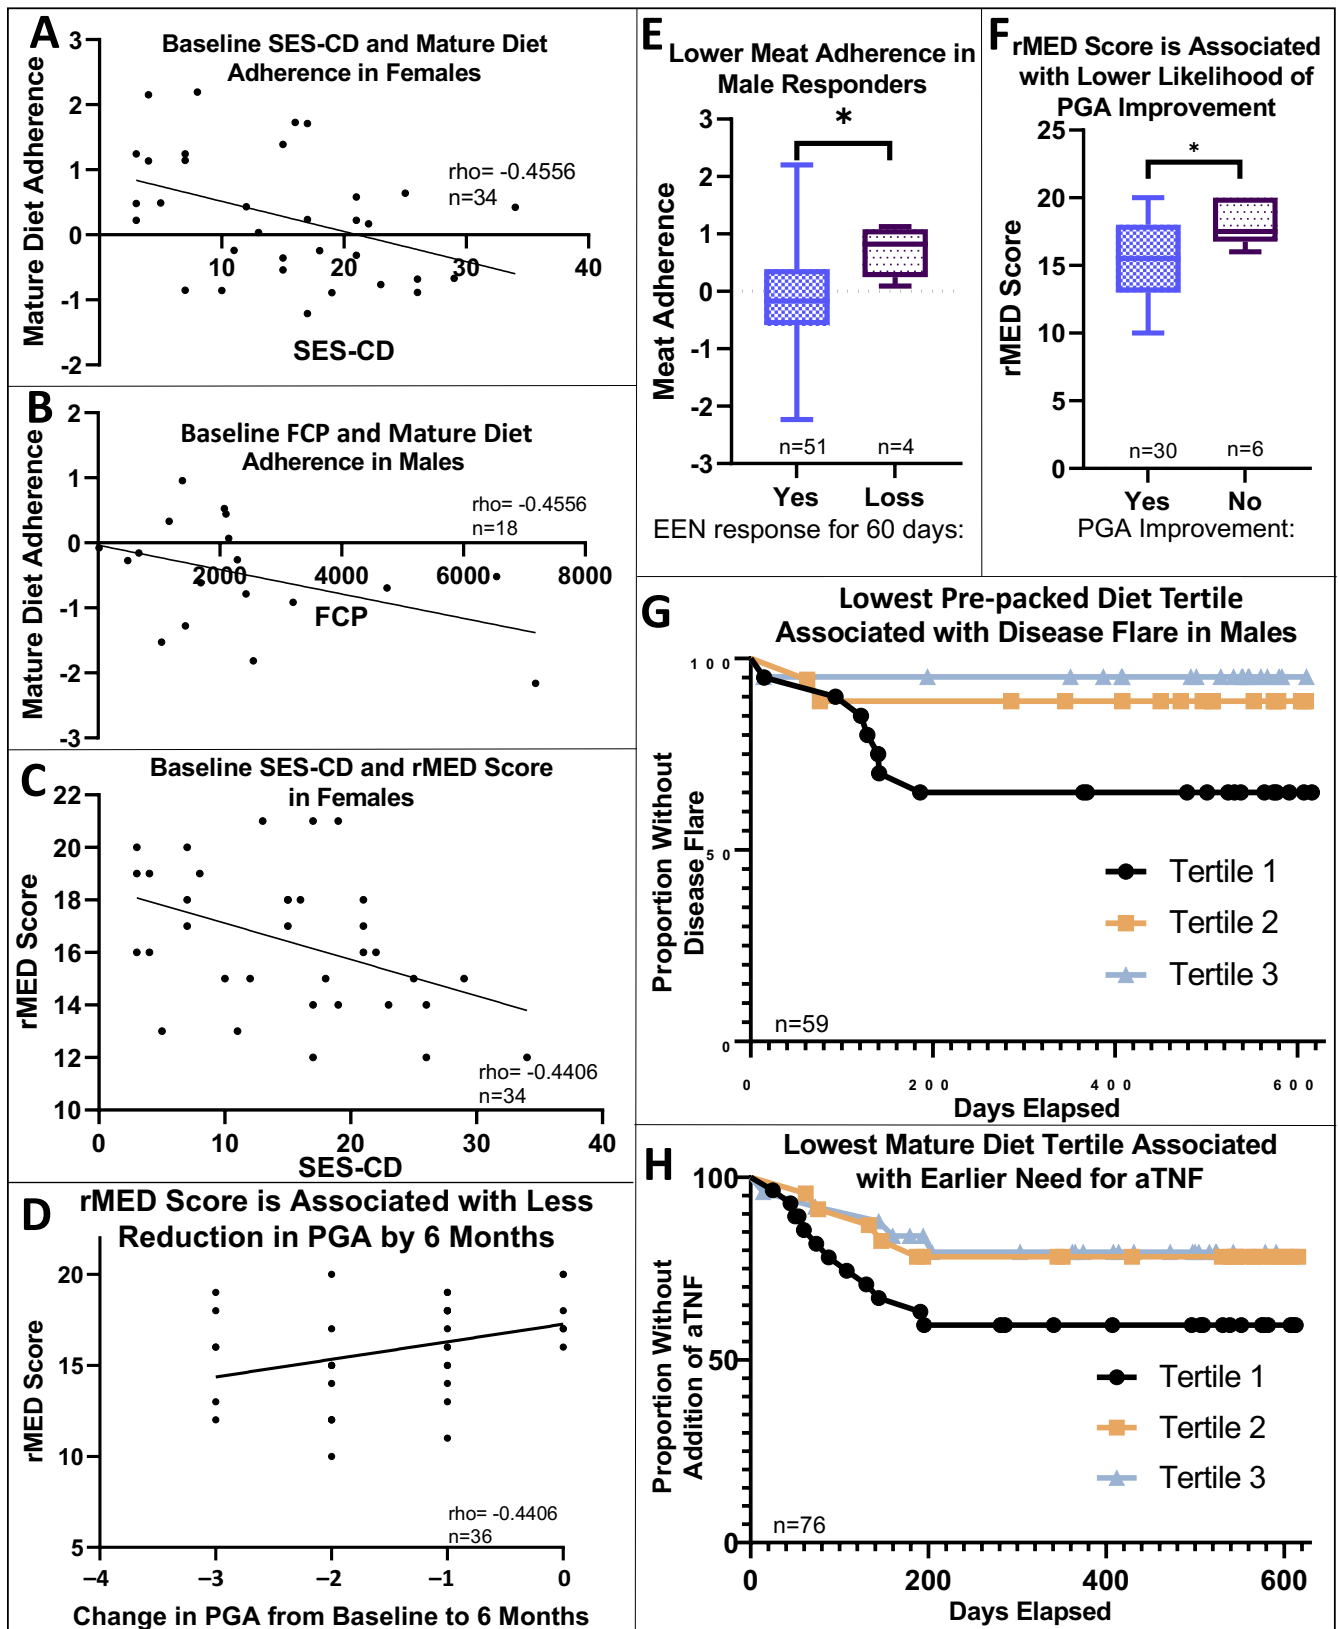 A
Baseline SES-CD and Mature Diet
Adherence in Females
Mature Diet Adherence
3
2
1
0
-1
-2
10
20
30
40
rho= -0.4556
n=34
SES-CD
B
Baseline FCP and Mature Diet
Adherence in Males
Mature Diet Adherence
2
1
0
-1
-2
-3
2000
4000
6000
8000
rho= -0.4556
n=18
FCP
C
Baseline SES-CD and rMED Score
in Females
rMED Score
22
20
18
16
14
12
10
rho= -0.4406
n=34
0
10
20
30
40
SES-CD
D
rMED Score is Associated with Less
Reduction in PGA by 6 Months
rMED Score
20
15
10
5
rho= -0.4406
n=36
−4
−3
−2
−1
0
Change in PGA from Baseline to 6 Months
E
Lower Meat Adherence in
Male Responders
Meat Adherence
3
2
1
0
-1
-2
-3
*
n=51
n=4
Yes
Loss
EEN response for 60 days:
F
rMED Score is Associated
with Lower Likelihood of
PGA Improvement
rMED Score
25
20
15
10
5
0
*
n=30
n=6
Yes
No
PGA Improvement:
G
Lowest Pre-packed Diet Tertile
Associated with Disease Flare in Males
Proportion Without
Disease Flare
100
50
0
Tertile 1
Tertile 2
Tertile 3
n=59
0
200
400
600
Days Elapsed
H
Lowest Mature Diet Tertile Associated
with Earlier Need for aTNF
Proportion Without
Addition of aTNF
100
50
0
Tertile 1
Tertile 2
Tertile 3
n=76
0
200
400
600
Days Elapsed